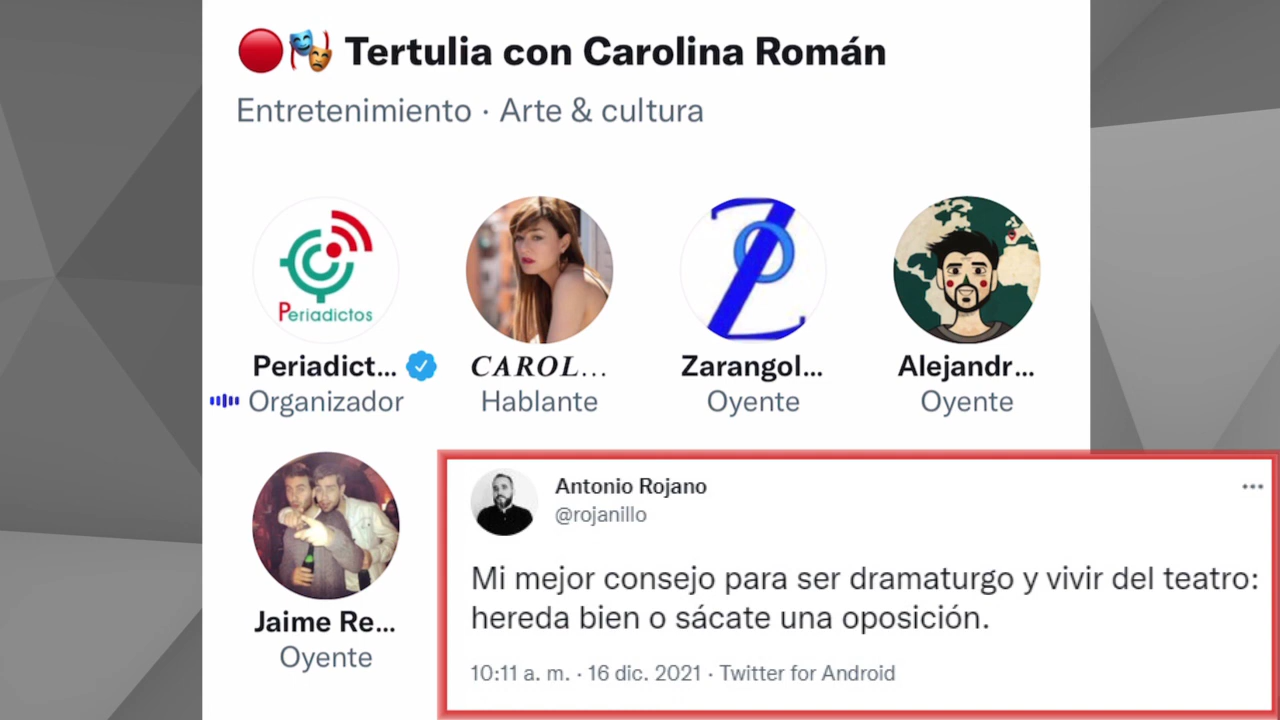 🔴🎭 Tertulia con Carolina Román
Entretenimiento · Arte & cultura
Periadictos
Periadict... CAROL... Zarangol... Alejandr...
Organizador Hablante Oyente Oyente
Jaime Re...
Oyente
Antonio Rojano
@rojanillo
Mi mejor consejo para ser dramaturgo y vivir del teatro:
hereda bien o sácate una oposición.
10:11 a. m. · 16 dic. 2021 · Twitter for Android